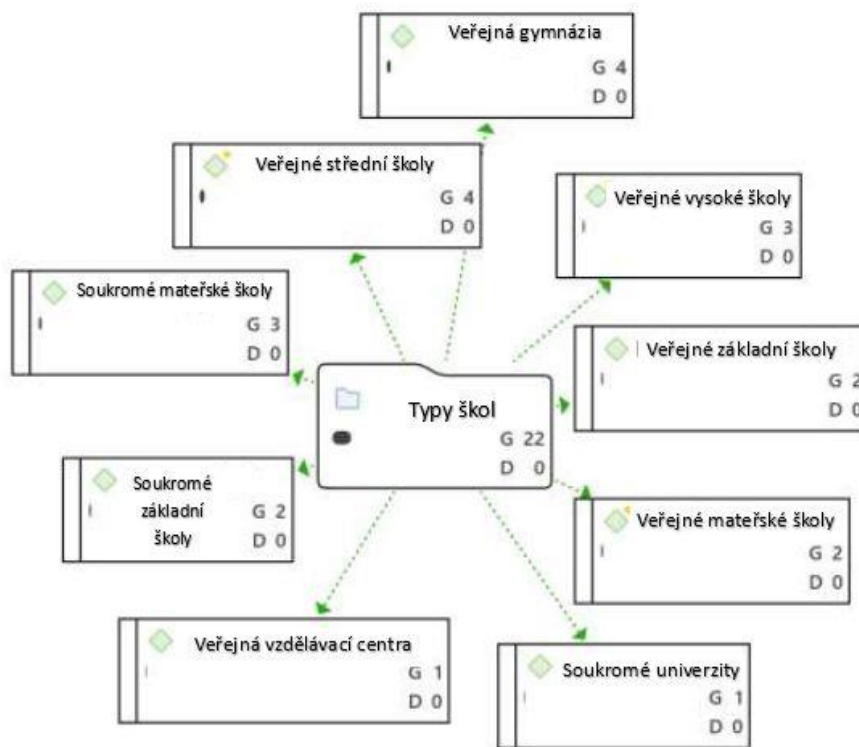 Veřejná gymnázia
G 4
D 0
Veřejné střední školy
G 4
D 0
Veřejné vysoké školy
G 3
D 0
Soukromé mateřské školy
G 3
D 0
Veřejné základní školy
G 2
D 0
Typy škol
G 22
D 0
Soukromé
základní
školy
G 2
D 0
Veřejné mateřské školy
G 2
D 0
Veřejná vzdělávací centra
G 1
D 0
Soukromé univerzity
G 1
D 0